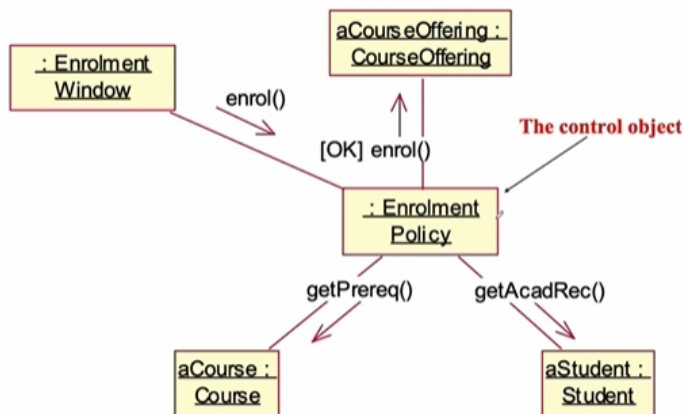 aCourseOffering :
CourseOffering
: Enrolment
Window
enrol()
The control object
[OK] enrol()
: Enrolment
Policy
getPrereq()
getAcadRec()
aCourse :
Course
aStudent :
Student